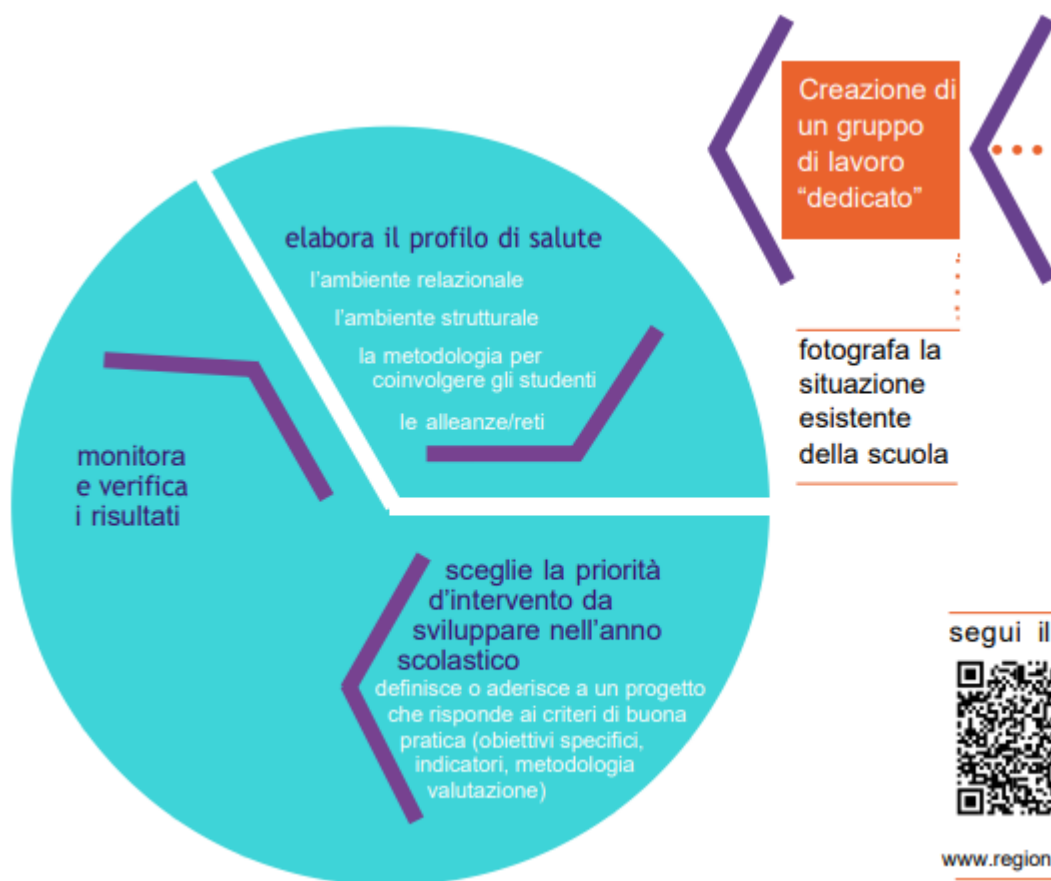 Creazione di
un gruppo
di lavoro
“dedicato”
elabora il profilo di salute
l’ambiente relazionale
l’ambiente strutturale
la metodologia per
coinvolgere gli studenti
le alleanze/reti
fotografa la
situazione
esistente
della scuola
monitora
e verifica
i risultati
sceglie la priorità
d’intervento da
sviluppare nell’anno
scolastico
definisce o aderisce a un progetto
che risponde ai criteri di buona
pratica (obiettivi specifici,
indicatori, metodologia
valutazione)
segui il
www.region